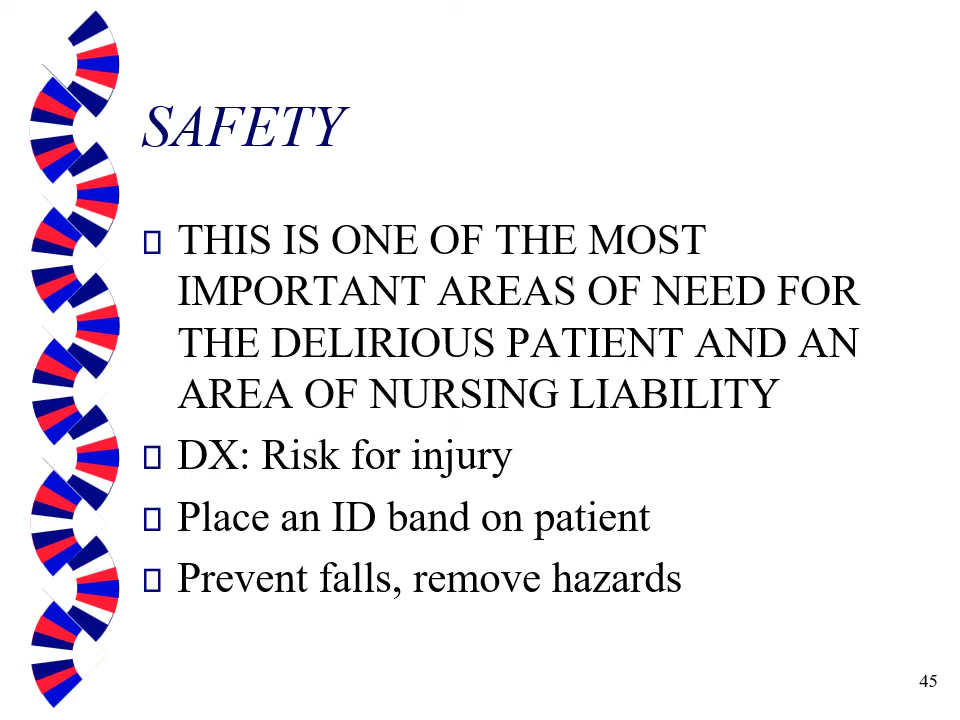 SAFETY
THIS IS ONE OF THE MOST
IMPORTANT AREAS OF NEED FOR
THE DELIRIOUS PATIENT AND AN
AREA OF NURSING LIABILITY
DX: Risk for injury
Place an ID band on patient
Prevent falls, remove hazards
45